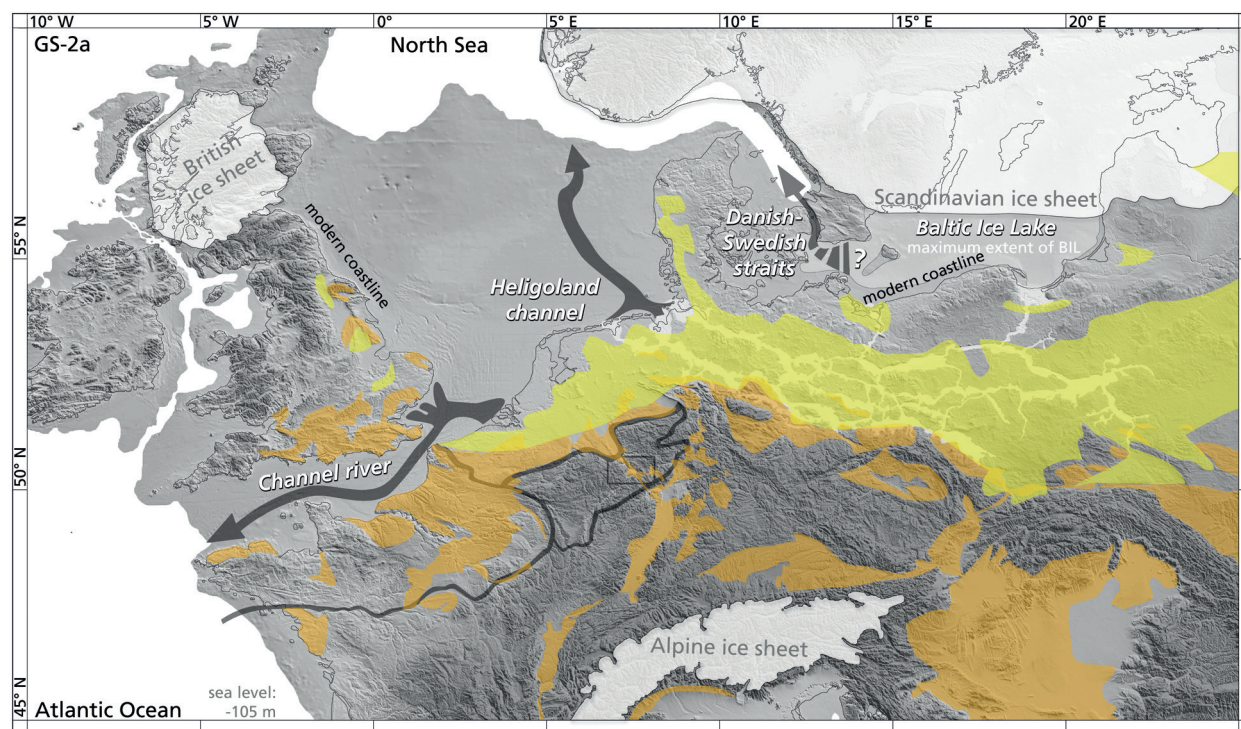 10° W
5° W
0°
5° E
10° E
15° E
20° E
GS-2a
North Sea
British
ice sheet
Scandinavian ice sheet
modern coastline
Danish-
Swedish
straits
Baltic Ice Lake
maximum extent of BIL
?
modern coastline
55° N
Heligoland
channel
50° N
Channel river
Alpine ice sheet
45° N
sea level:
-105 m
Atlantic Ocean